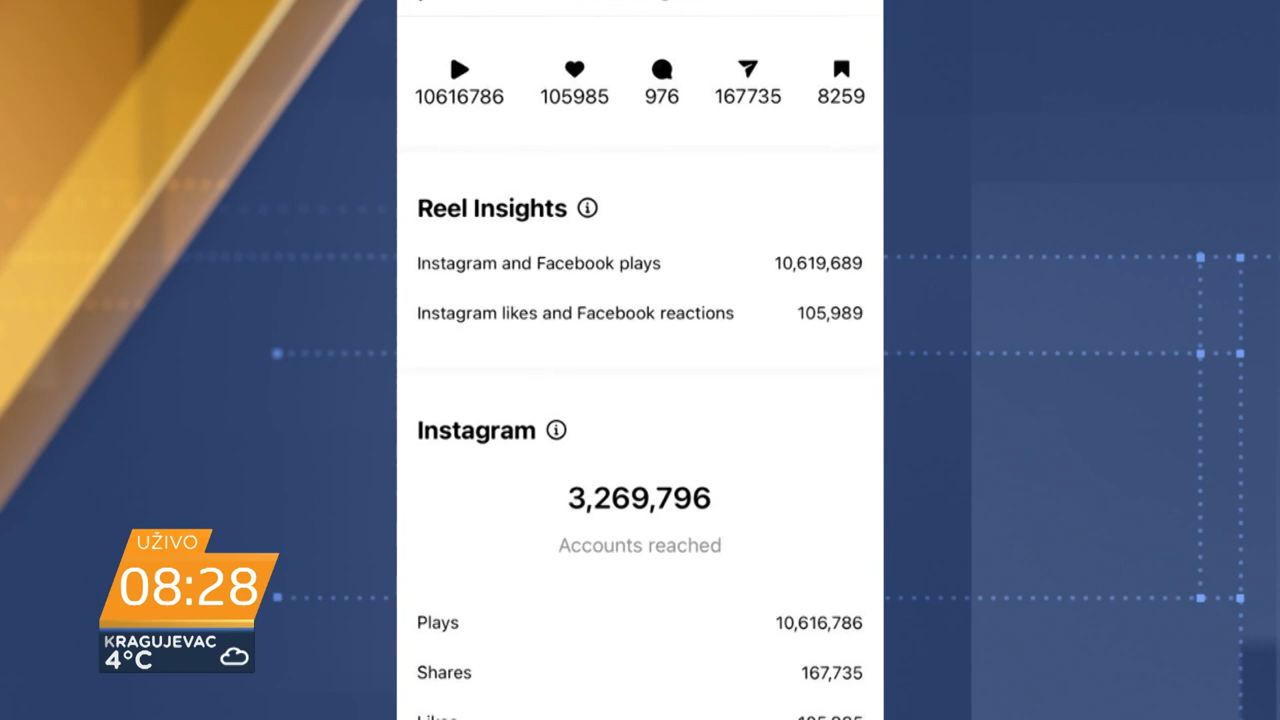 10616786 105985 976 167735 8259
Reel Insights
Instagram and Facebook plays 10,619,689
Instagram likes and Facebook reactions 105,989
Instagram
3,269,796
Accounts reached
Plays 10,616,786
Shares 167,735
UŽIVO
08:28
KRAGUJEVAC
4°C